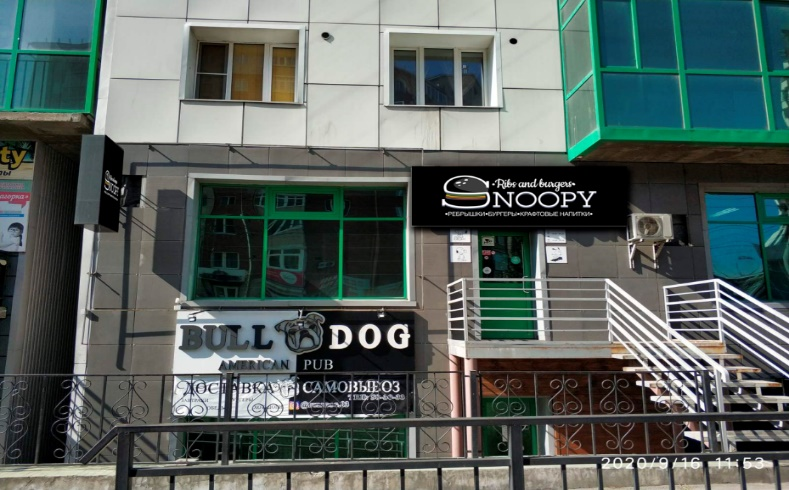 Ribs and burgers
SNOOPY
•РЕБРЫШКИ•БУРГЕРЫ•КРАФТОВЫЕ НАПИТКИ•
SNOOPY
BULL DOG
AMERICAN PUB
ДОСТАВКА
САМОВЫВОЗ
2020/9/16 11:53